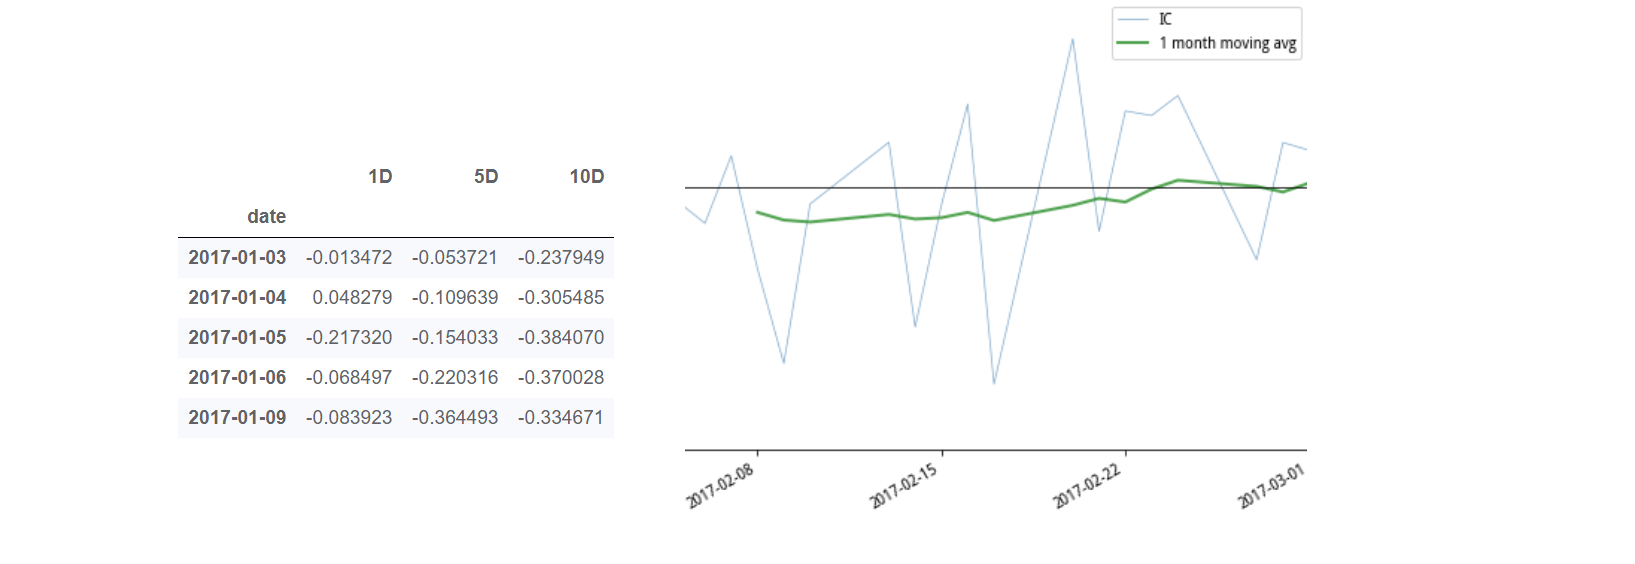 1D 5D 10D
date
2017-01-03 -0.013472 -0.053721 -0.237949
2017-01-04 0.048279 -0.109639 -0.305485
2017-01-05 -0.217320 -0.154033 -0.384070
2017-01-06 -0.068497 -0.220316 -0.370028
2017-01-09 -0.083923 -0.364493 -0.334671
IC
1 month moving avg
2017-02-08
2017-02-15
2017-02-22
2017-03-01